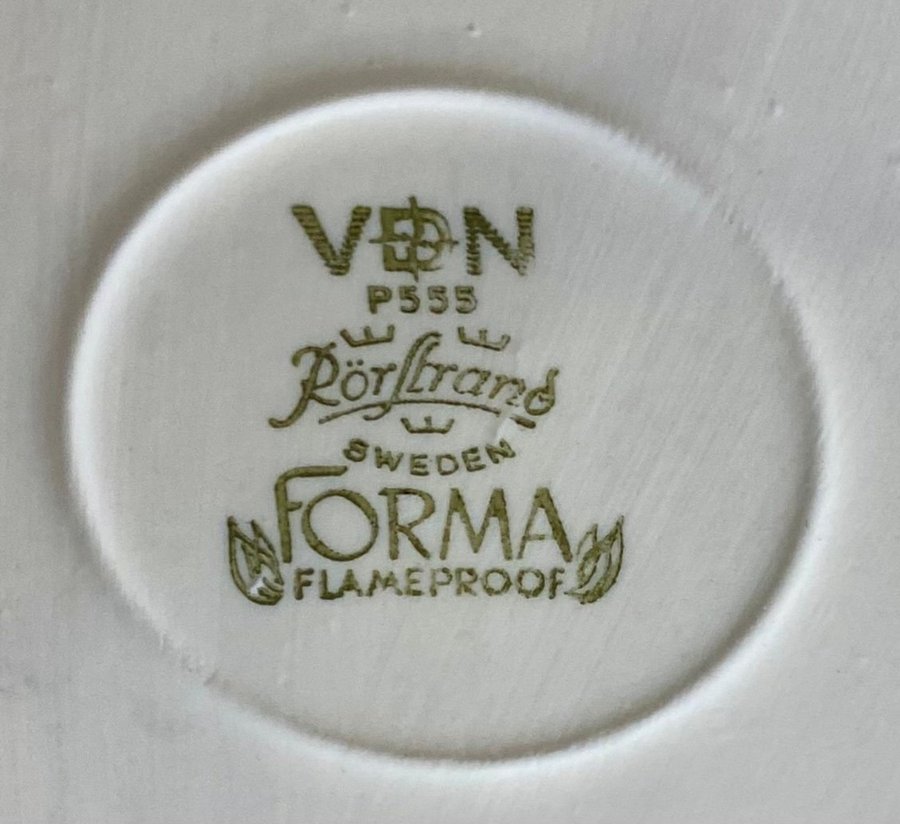 VDN
P555
Rörstrand
SWEDEN
FORMA
FLAMEPROOF